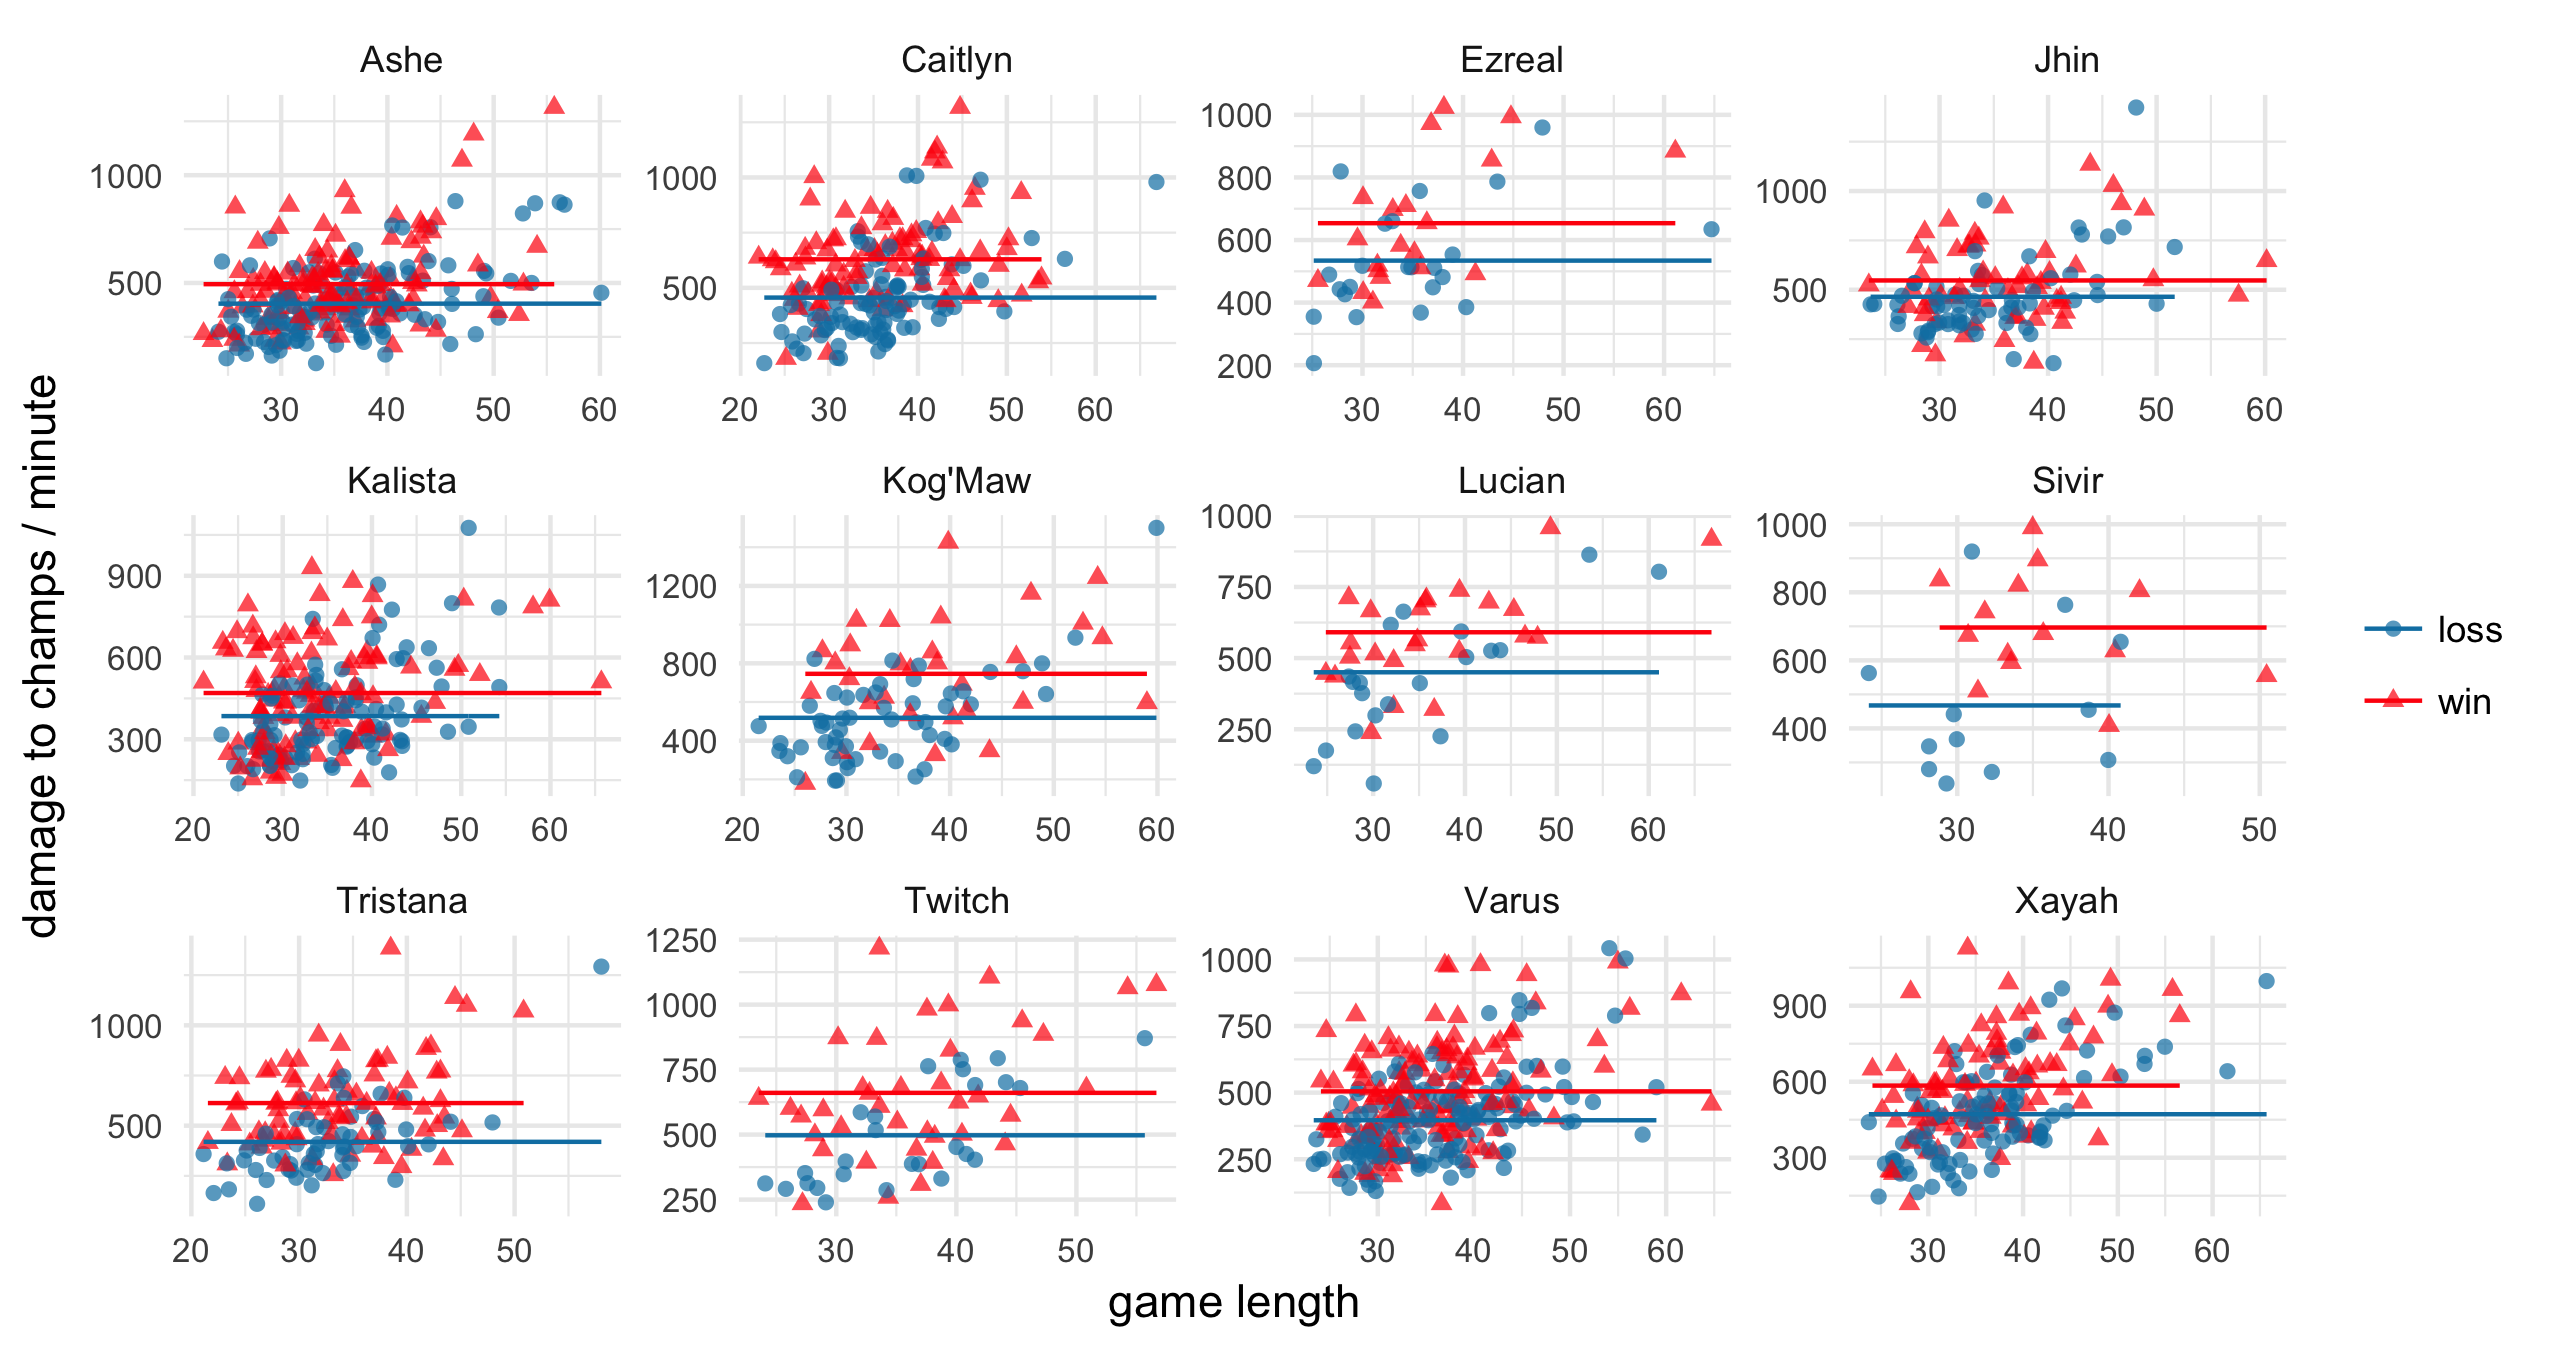 Ashe
Caitlyn
Ezreal
Jhin
1000
500
30 40 50 60
1000
500
20 30 40 50 60
1000
800
600
400
200
30 40 50 60
1000
500
30 40 50 60
Kalista
Kog'Maw
Lucian
Sivir
900
600
300
20 30 40 50 60
1200
800
400
20 30 40 50 60
1000
750
500
250
30 40 50 60
1000
800
600
400
30 40 50
Tristana
Twitch
Varus
Xayah
1000
500
20 30 40 50
1250
1000
750
500
250
30 40 50
1000
750
500
250
30 40 50 60
900
600
300
30 40 50 60
damage to champs / minute
game length
loss
win